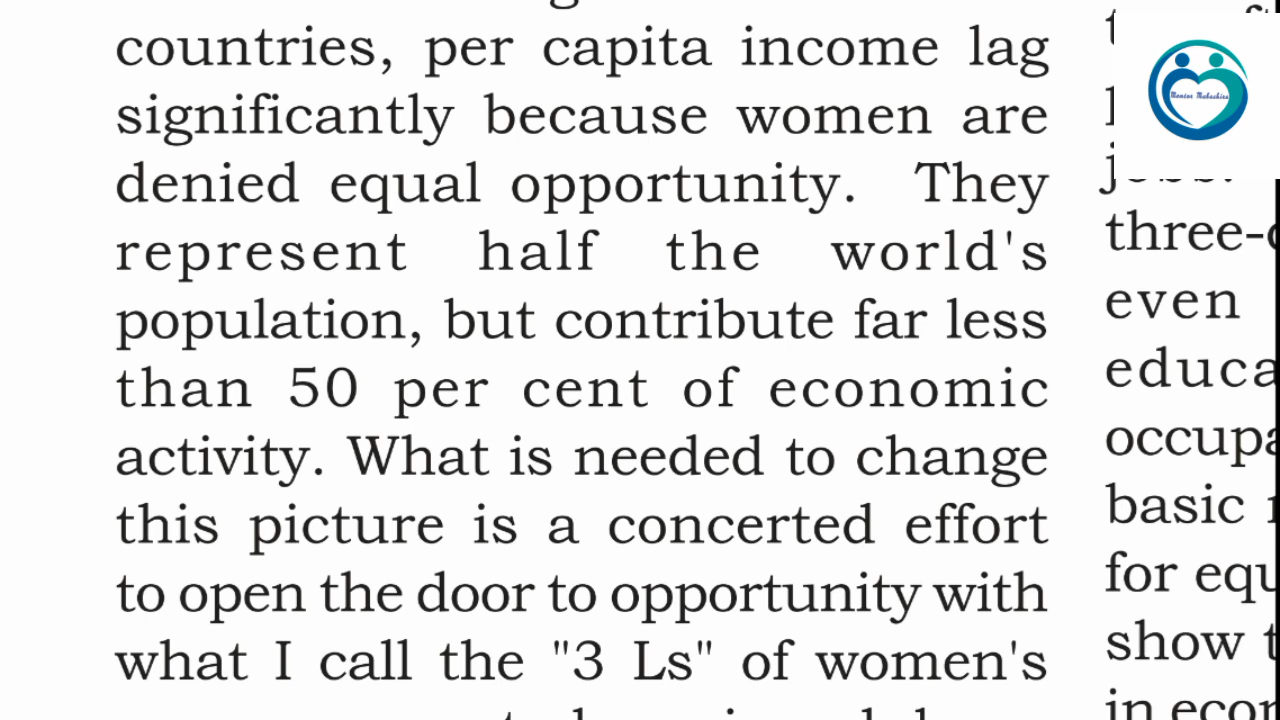 countries, per capita income lag
significantly because women are
denied equal opportunity. They
represent half the world's
population, but contribute far less
than 50 per cent of economic
activity. What is needed to change
this picture is a concerted effort
to open the door to opportunity with
what I call the "3 Ls" of women's
three-
even
basic
for
show
in